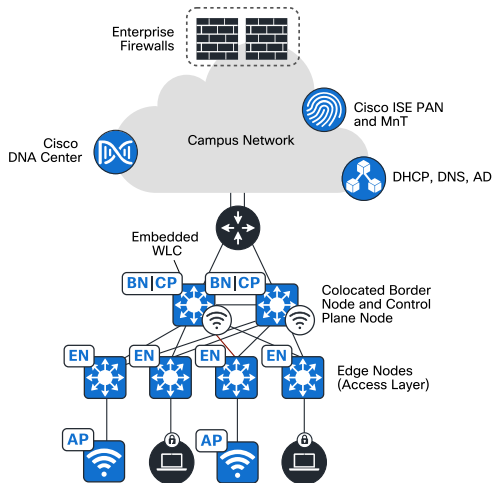 Enterprise
Firewalls
Cisco ISE PAN
and MnT
Campus Network
Cisco
DNA Center
DHCP, DNS, AD
Embedded
WLC
BN|CP
BN|CP
Colocated Border
Node and Control
Plane Node
EN
EN
EN
EN
Edge Nodes
(Access Layer)
AP
AP